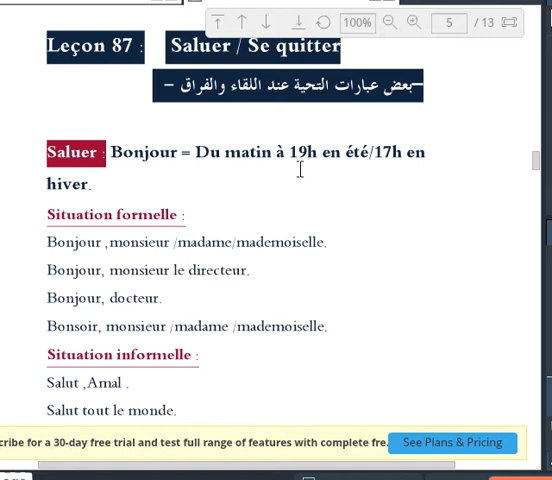 100%
5 / 13
Leçon 87 : Saluer / Se quitter
– بعض عبارات التحية عند اللقاء والفراق–
Saluer : Bonjour = Du matin à 19h en été/17h en
hiver.
Situation formelle :
Bonjour ,monsieur /madame/mademoiselle.
Bonjour, monsieur le directeur.
Bonjour, docteur.
Bonsoir, monsieur /madame /mademoiselle.
Situation informelle :
Salut ,Amal .
Salut tout le monde.
cribe for a 30-day free trial and test full range of features with complete fre. See Plans & Pricing